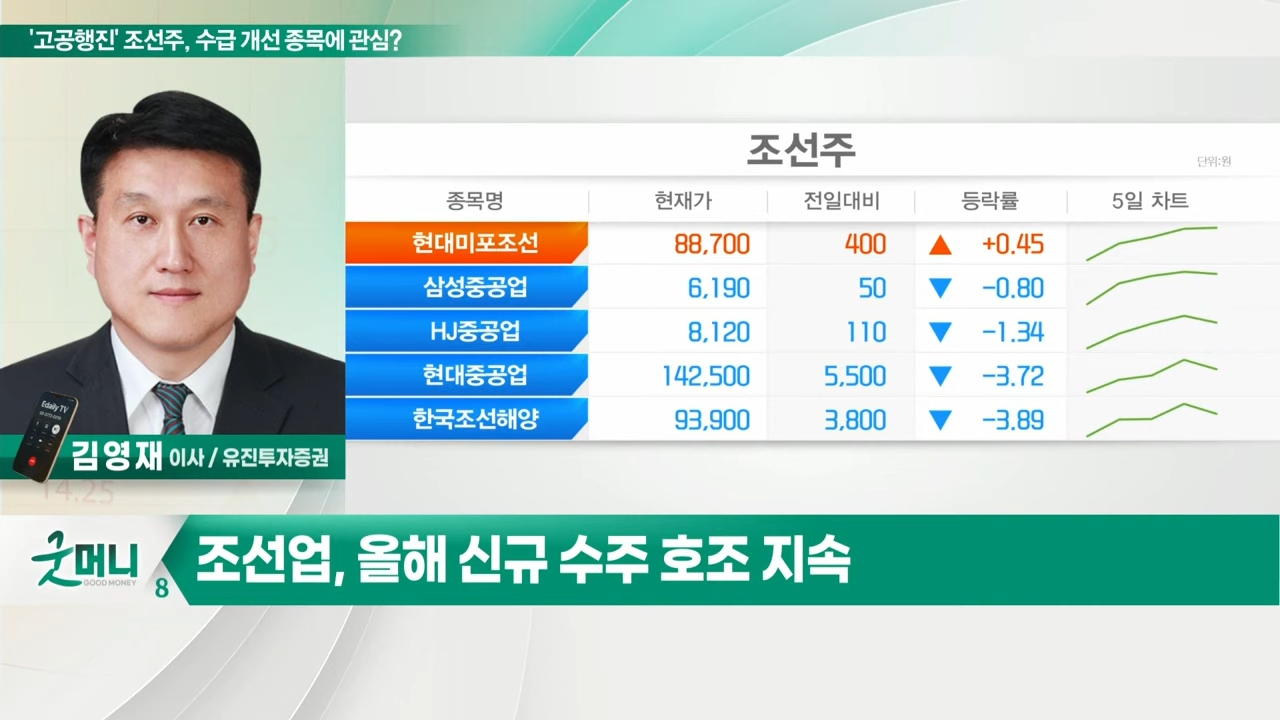 '고공행진' 조선주, 수급 개선 종목에 관심?
조선주
단위:원
종목명 현재가 전일대비 등락률 5일 차트
현대미포조선 88,700 400 ▲ +0.45
삼성중공업 6,190 50 ▼ -0.80
HJ중공업 8,120 110 ▼ -1.34
현대중공업 142,500 5,500 ▼ -3.72
한국조선해양 93,900 3,800 ▼ -3.89
Edaily TV
김영재 이사 / 유진투자증권
14.25
굿머니
GOOD MONEY
8
조선업, 올해 신규 수주 호조 지속